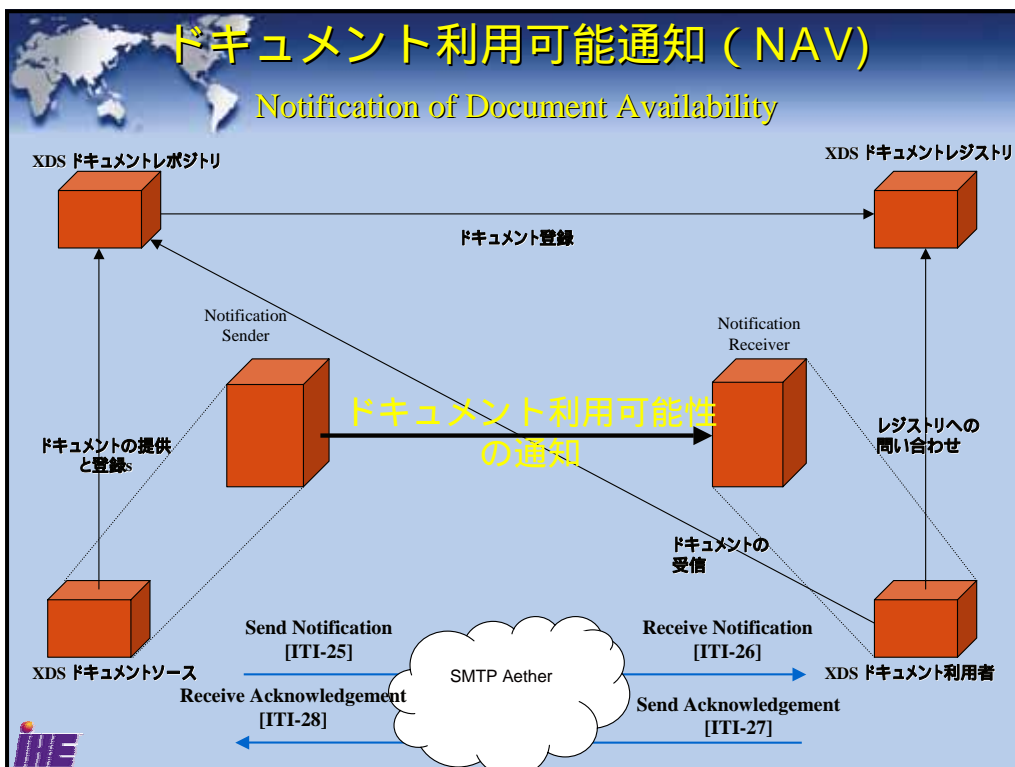 ドキュメント利用可能通知(NAV)
Notification of Document Availability
XDS ドキュメントレポジトリ
XDS ドキュメントレジストリ
ドキュメント登録
Notification
Sender
Notification
Receiver
ドキュメント利用可能性
の通知
ドキュメントの提供
と登録s
レジストリへの
問い合わせ
ドキュメントの
受信
XDS ドキュメントソース
XDS ドキュメント利用者
Send Notification
[ITI-25]
Receive Notification
[ITI-26]
SMTP Aether
Receive Acknowledgement
[ITI-28]
Send Acknowledgement
[ITI-27]
IHE